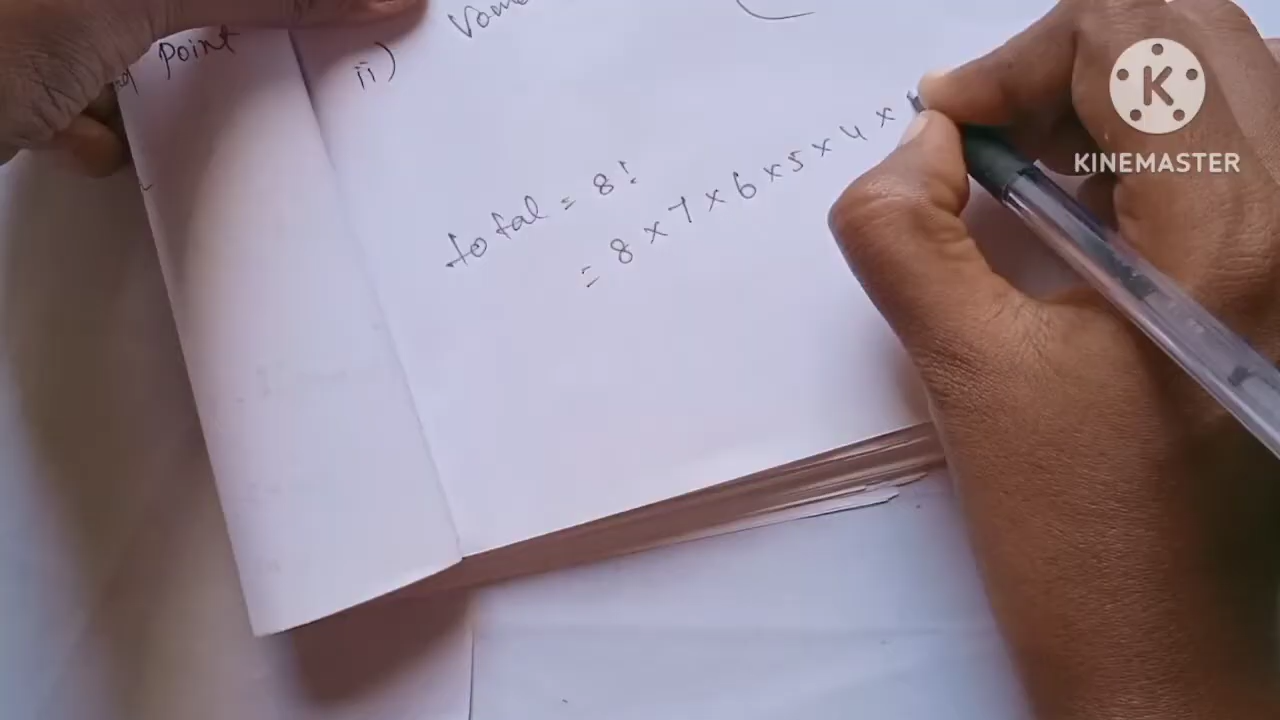 Point
ii)
total = 8!
= 8 × 7 × 6 × 5 × 4 ×
K
KINEMASTER